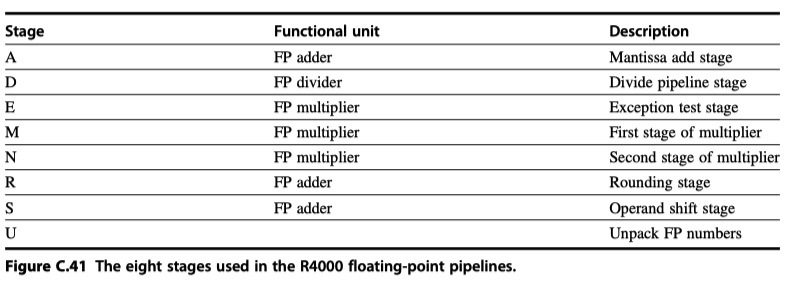 Stage Functional unit Description
A FP adder Mantissa add stage
D FP divider Divide pipeline stage
E FP multiplier Exception test stage
M FP multiplier First stage of multiplier
N FP multiplier Second stage of multiplier
R FP adder Rounding stage
S FP adder Operand shift stage
U Unpack FP numbers
Figure C.41 The eight stages used in the R4000 floating-point pipelines.